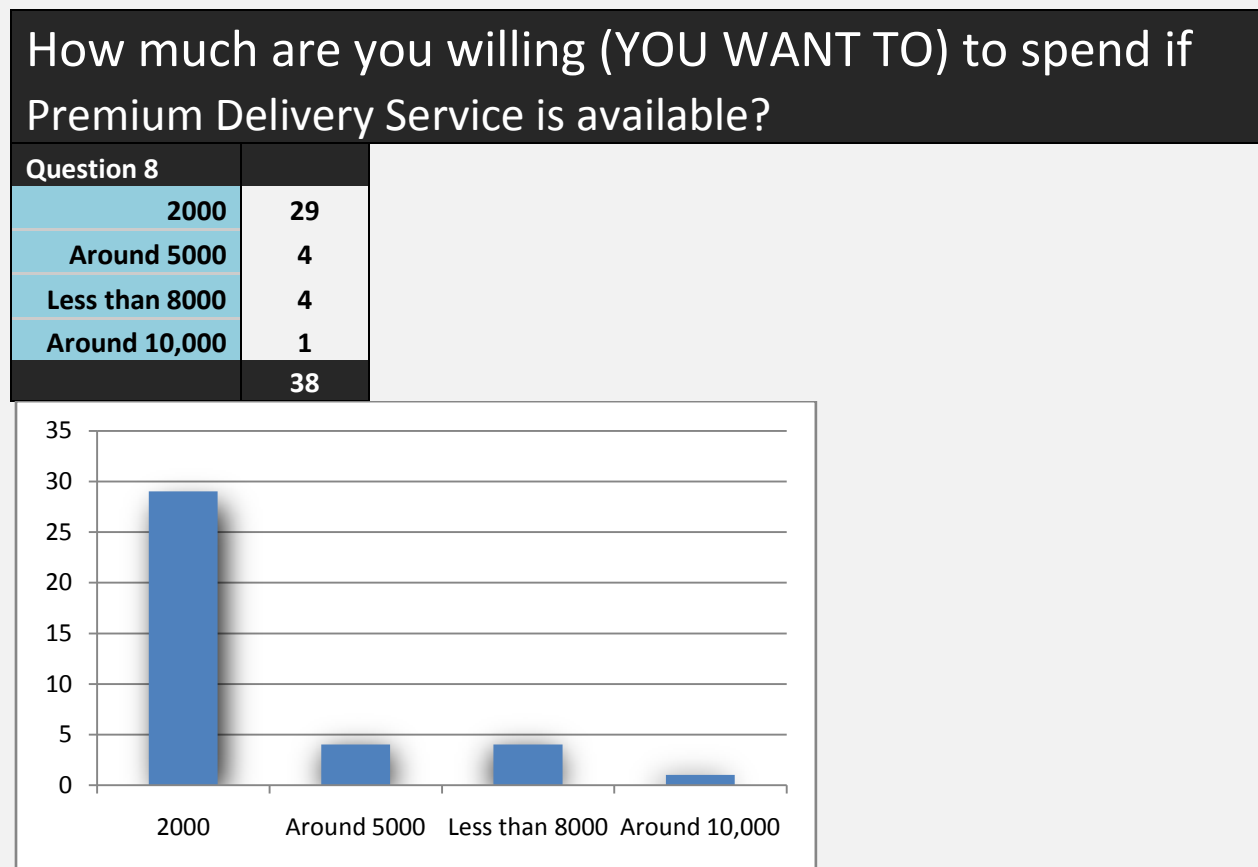 How much are you willing (YOU WANT TO) to spend if
Premium Delivery Service is available?
Question 8
2000 29
Around 5000 4
Less than 8000 4
Around 10,000 1
38
35
30
25
20
15
10
5
0
2000 Around 5000 Less than 8000 Around 10,000